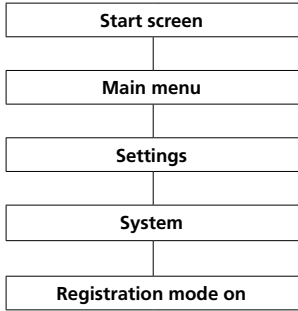 Start screen
Main menu
Settings
System
Registration mode on